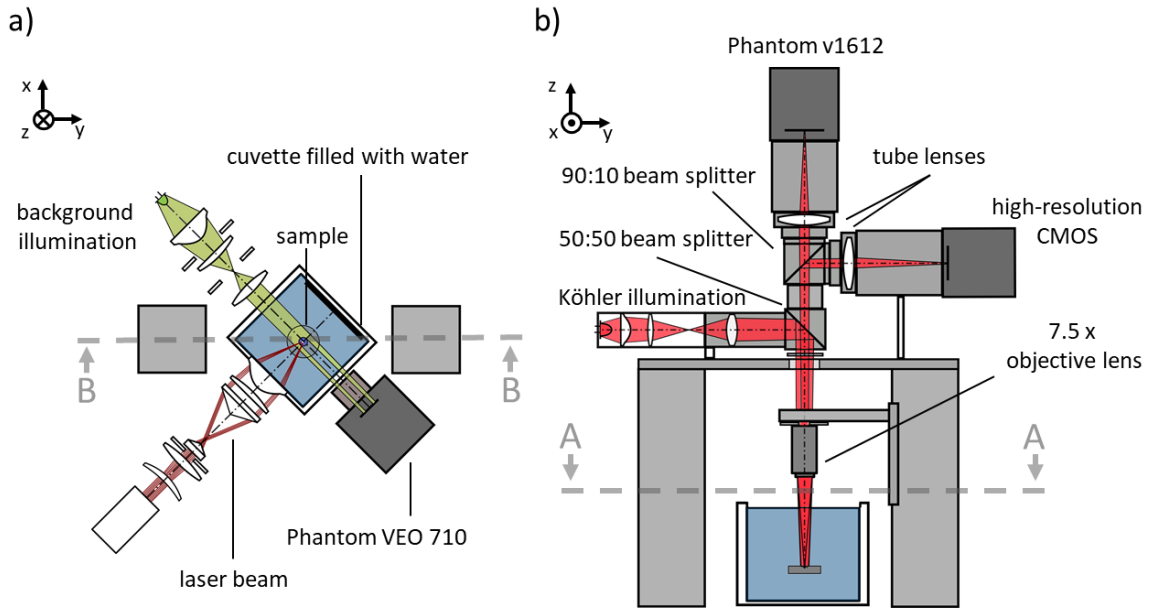 a)
x
z
y
background
illumination
cuvette filled with water
sample
B
B
Phantom VEO 710
laser beam
b)
z
x
y
Phantom v1612
tube lenses
90:10 beam splitter
high-resolution
CMOS
50:50 beam splitter
Köhler illumination
7.5 x
objective lens
A
A